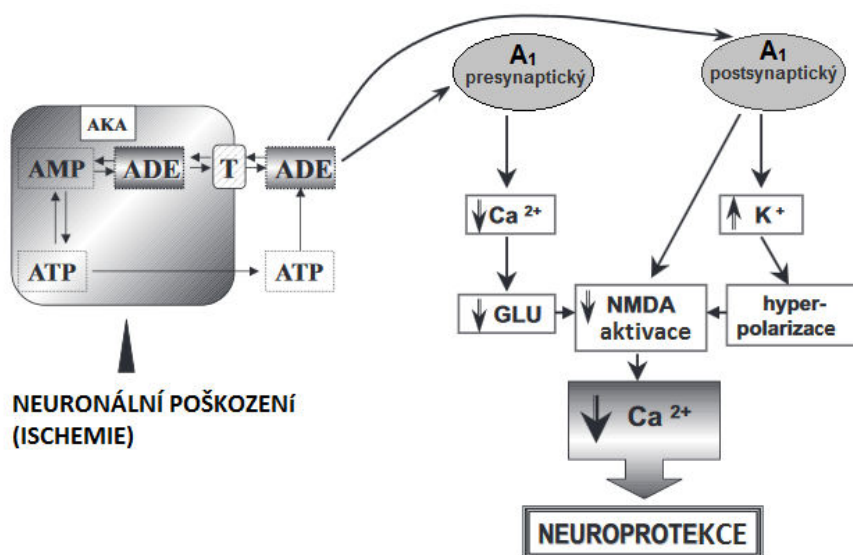 A1
presynaptický
A1
postsynaptický
AKA
AMP
ADE
T
ADE
ATP
ATP
Ca 2+
K +
GLU
NMDA
aktivace
hyper-
polarizace
Ca 2+
NEURONÁLNÍ POŠKOZENí
(ISCHEMIE)
NEUROPROTEKCE